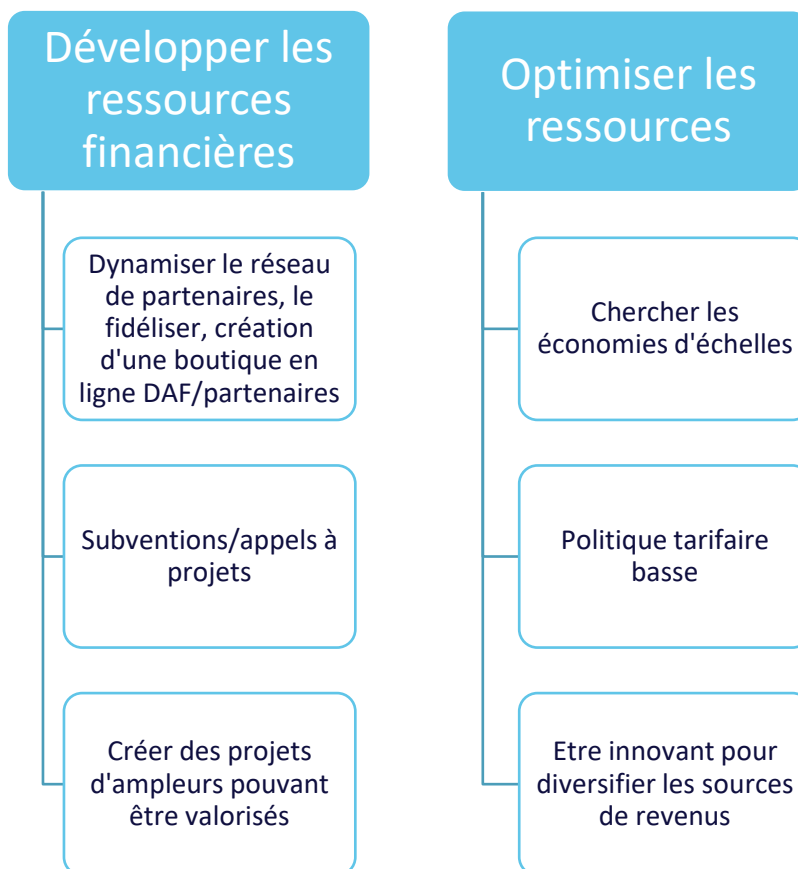 Développer les
ressources
financières
Dynamiser le réseau
de partenaires, le
fidéliser, création
d'une boutique en
ligne DAF/partenaires
Subventions/appels à
projets
Créer des projets
d'ampleurs pouvant
être valorisés
Optimiser les
ressources
Chercher les
économies d'échelles
Politique tarifaire
basse
Etre innovant pour
diversifier les sources
de revenus